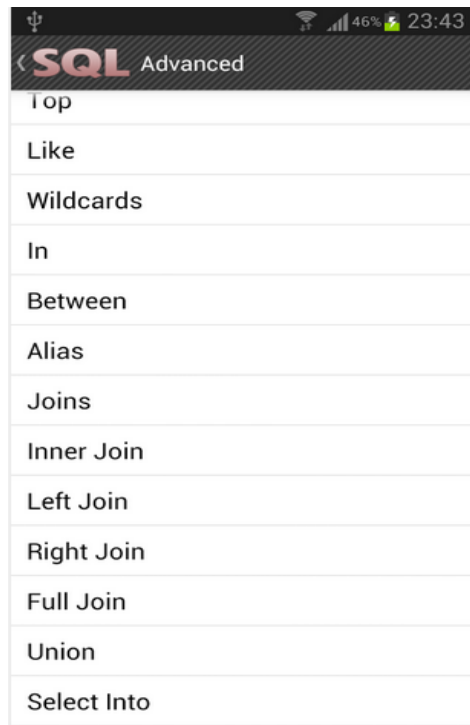 46% 23:43
SQL Advanced
Top
Like
Wildcards
In
Between
Alias
Joins
Inner Join
Left Join
Right Join
Full Join
Union
Select Into